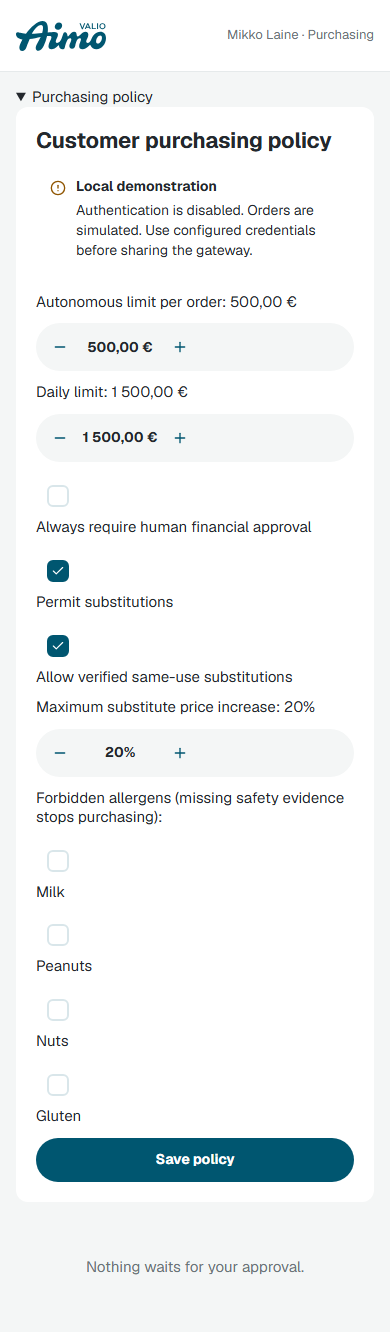 VALIO
Aimo
Mikko Laine · Purchasing
▼ Purchasing policy
Customer purchasing policy
Local demonstration
Authentication is disabled. Orders are
simulated. Use configured credentials
before sharing the gateway.
Autonomous limit per order: 500,00 €
− 500,00 € +
Daily limit: 1 500,00 €
− 1 500,00 € +
Always require human financial approval
Permit substitutions
Allow verified same-use substitutions
Maximum substitute price increase: 20%
− 20% +
Forbidden allergens (missing safety evidence
stops purchasing):
Milk
Peanuts
Nuts
Gluten
Save policy
Nothing waits for your approval.